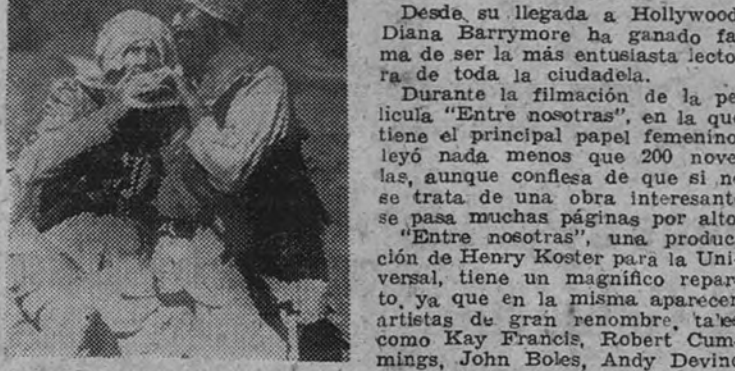 Desde su llegada a Hollywood
Diana Barrymore ha ganado fa
ma de ser la más entusiasta lecto
ra de toda la ciudadela.
Durante la filmación de la pe
licula "Entre nosotras", en la que
tiene el principal papel femenino
leyó nada menos que 200 nove
las, aunque confiesa de que si no
se trata de una obra interesante
se pasa muchas páginas por alto
"Entre nosotras", una produc
ción de Henry Koster para la Uni
versal, tiene un magnífico repar
to, ya que en la misma aparecen
artistas de gran renombre, ta'es
como Kay Francis, Robert Cum
mings, John Boles, Andy Devine